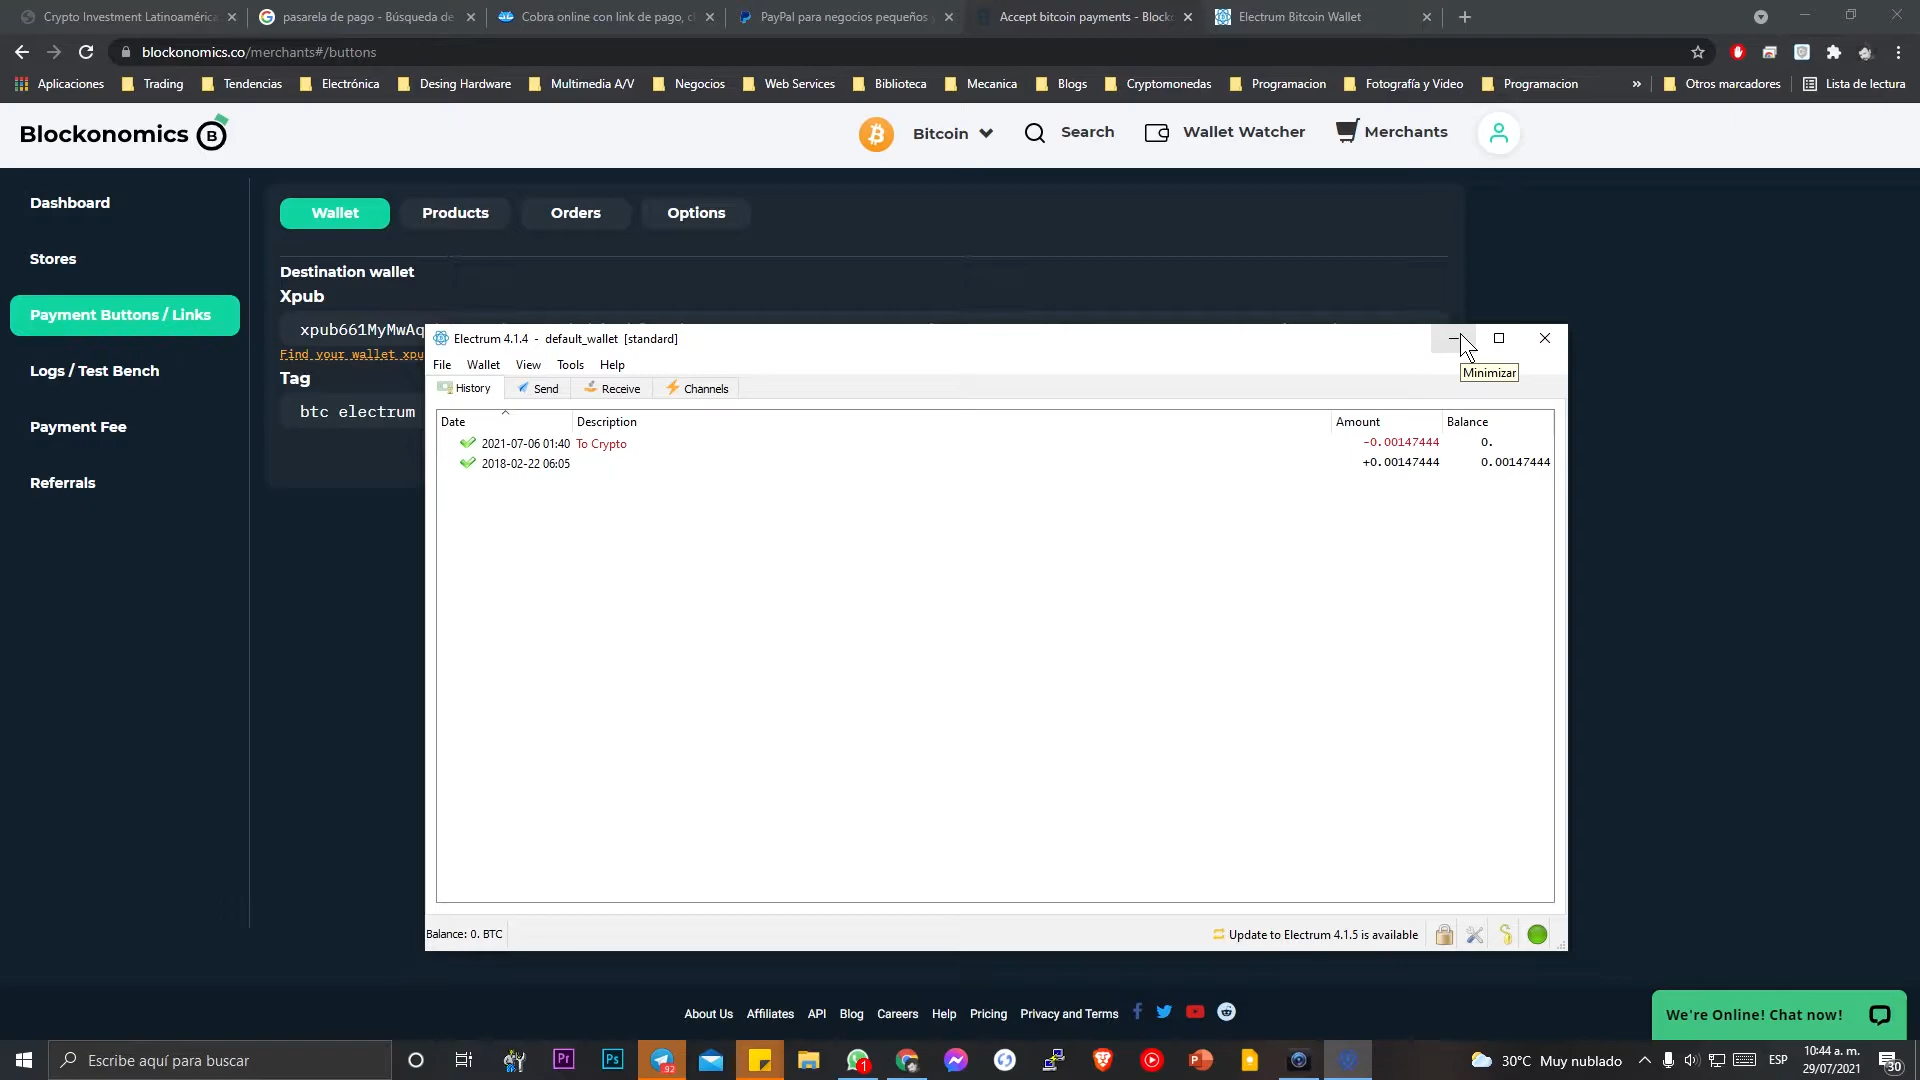 Crypto Investment Latinoaméric
pasarela de pago - Búsqueda de
Cobra online con link de pago, c
PayPal para negocios pequeños
Accept bitcoin payments - Blocko
Electrum Bitcoin Wallet
blockonomics.co/merchants#/buttons
Aplicaciones
Trading
Tendencias
Electrónica
Desing Hardware
Multimedia A/V
Negocios
Web Services
Biblioteca
Mecanica
Blogs
Cryptomonedas
Programacion
Fotografía y Video
Programacion
»
Otros marcadores
Lista de lectura
Blockonomics B
Bitcoin
Search
Wallet Watcher
Merchants
Dashboard
Stores
Payment Buttons / Links
Logs / Test Bench
Payment Fee
Referrals
Wallet
Products
Orders
Options
Destination wallet
Xpub
xpub661MyMwAq
Find your wallet xpu
Tag
btc electrum
Electrum 4.1.4 - default_wallet [standard]
Minimizar
File Wallet View Tools Help
History Send Receive Channels
Date Description Amount Balance
2021-07-06 01:40 To Crypto -0.00147444 0.
2018-02-22 06:05 +0.00147444 0.00147444
Balance: 0. BTC
Update to Electrum 4.1.5 is available
About Us Affiliates API Blog Careers Help Pricing Privacy and Terms
We're Online! Chat now!
Escribe aquí para buscar
Pr
Ps
92
1
30°C Muy nublado
ESP
10:44 a. m.
29/07/2021
30